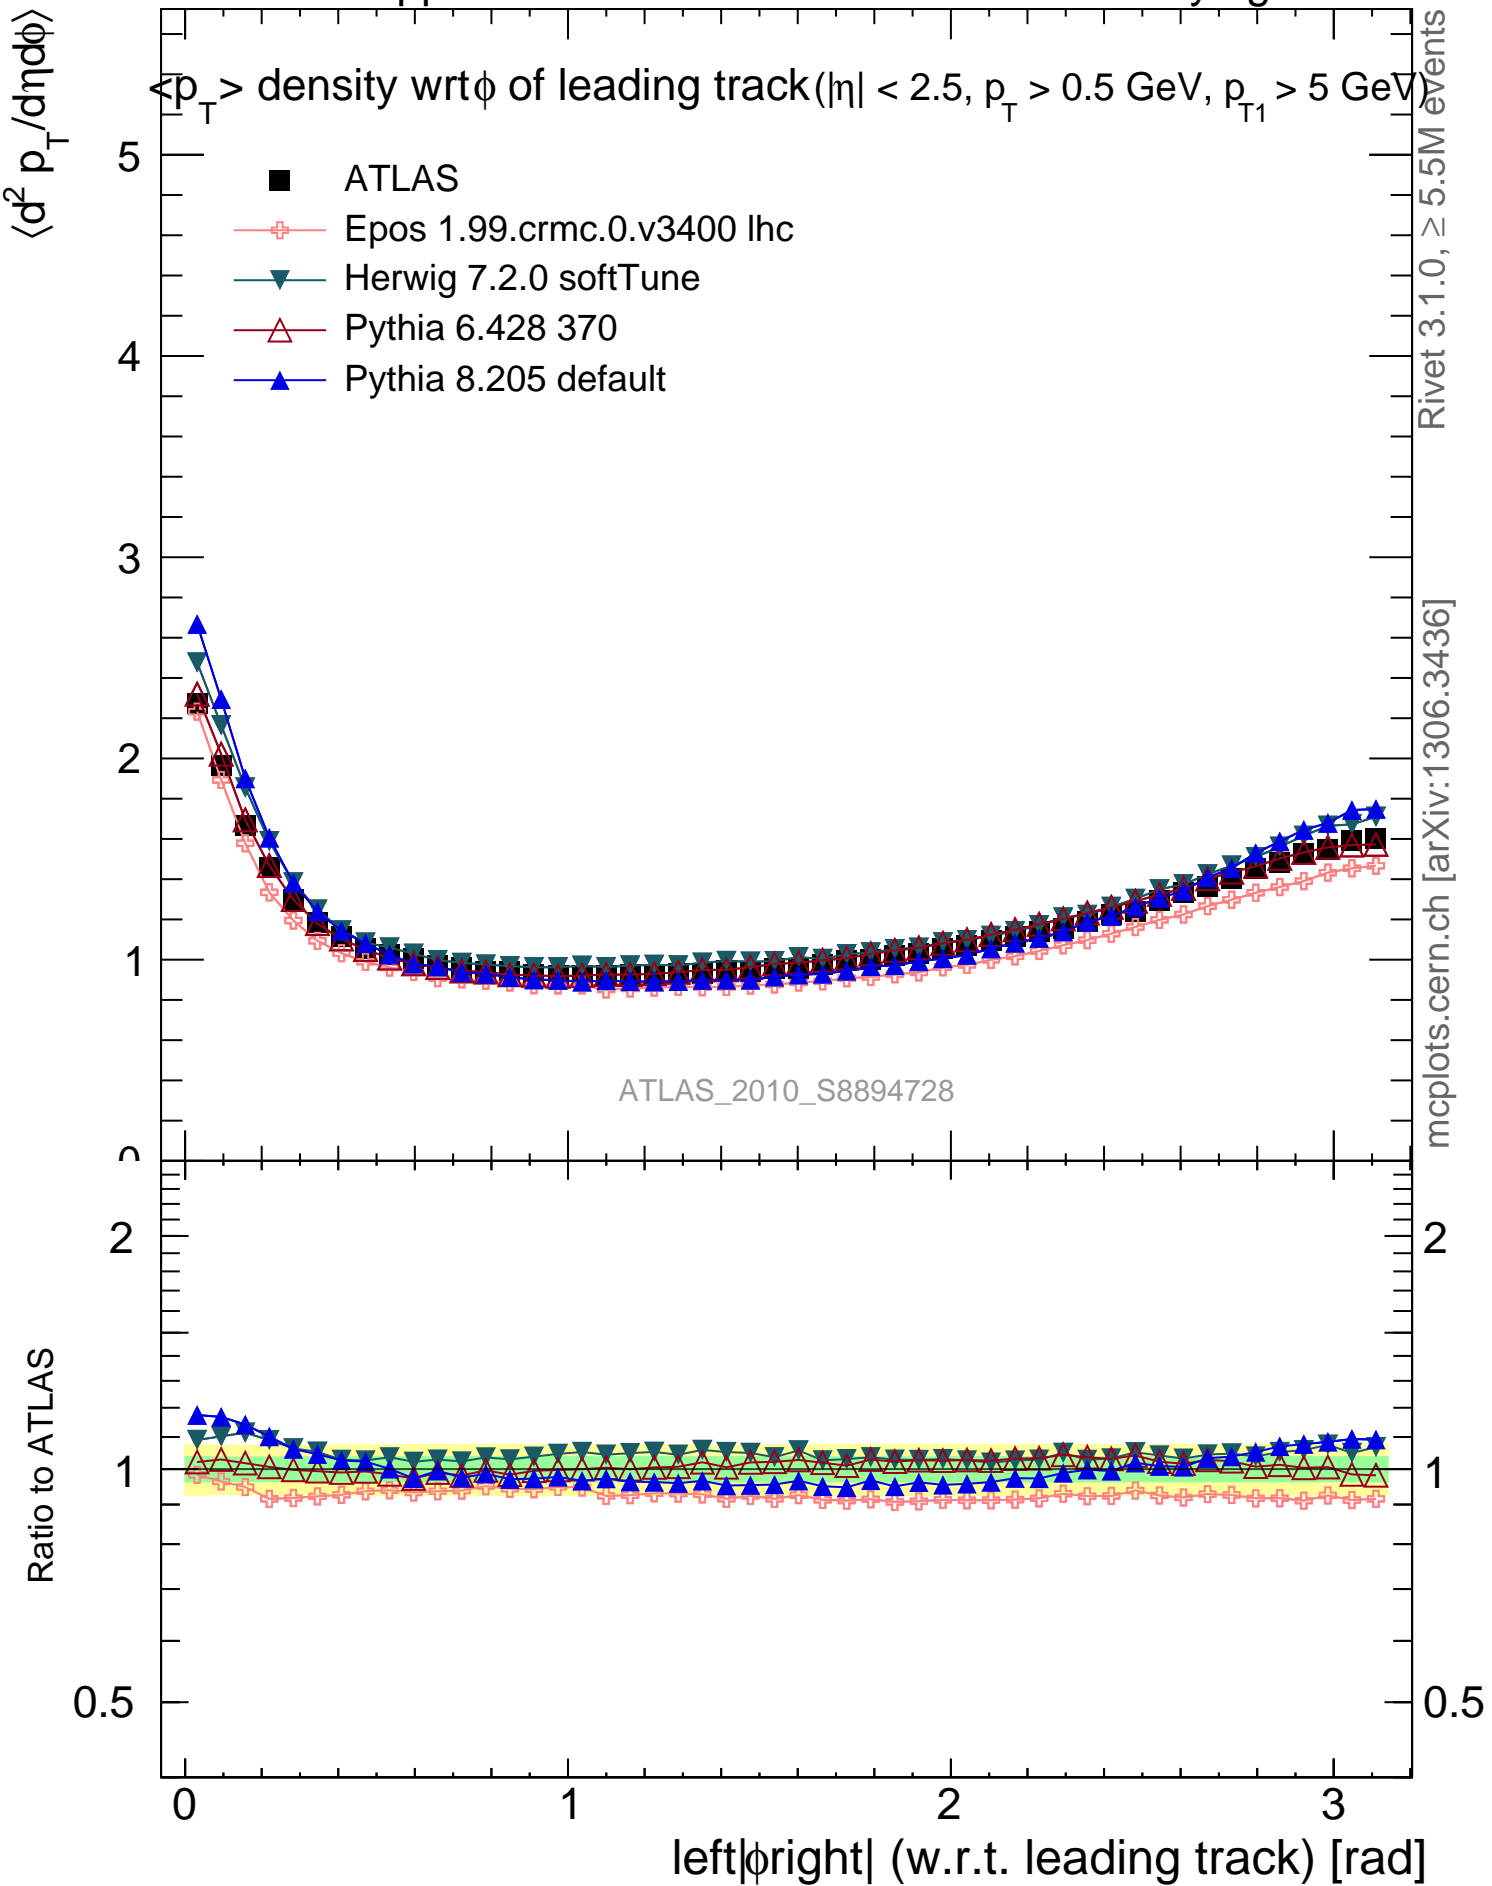 <p_T> density wrtϕ of leading track(|η| < 2.5, p_T > 0.5 GeV, p_T1 > 5 GeV)
⟨d² p_T/dηdϕ⟩
ATLAS
Epos 1.99.crmc.0.v3400 lhc
Herwig 7.2.0 softTune
Pythia 6.428 370
Pythia 8.205 default
5
4
3
2
1
0
ATLAS_2010_S8894728
Rivet 3.1.0, ≥ 5.5M events
mcplots.cern.ch [arXiv:1306.3436]
Ratio to ATLAS
2
1
0.5
2
1
0.5
0 1 2 3
left|ϕright| (w.r.t. leading track) [rad]